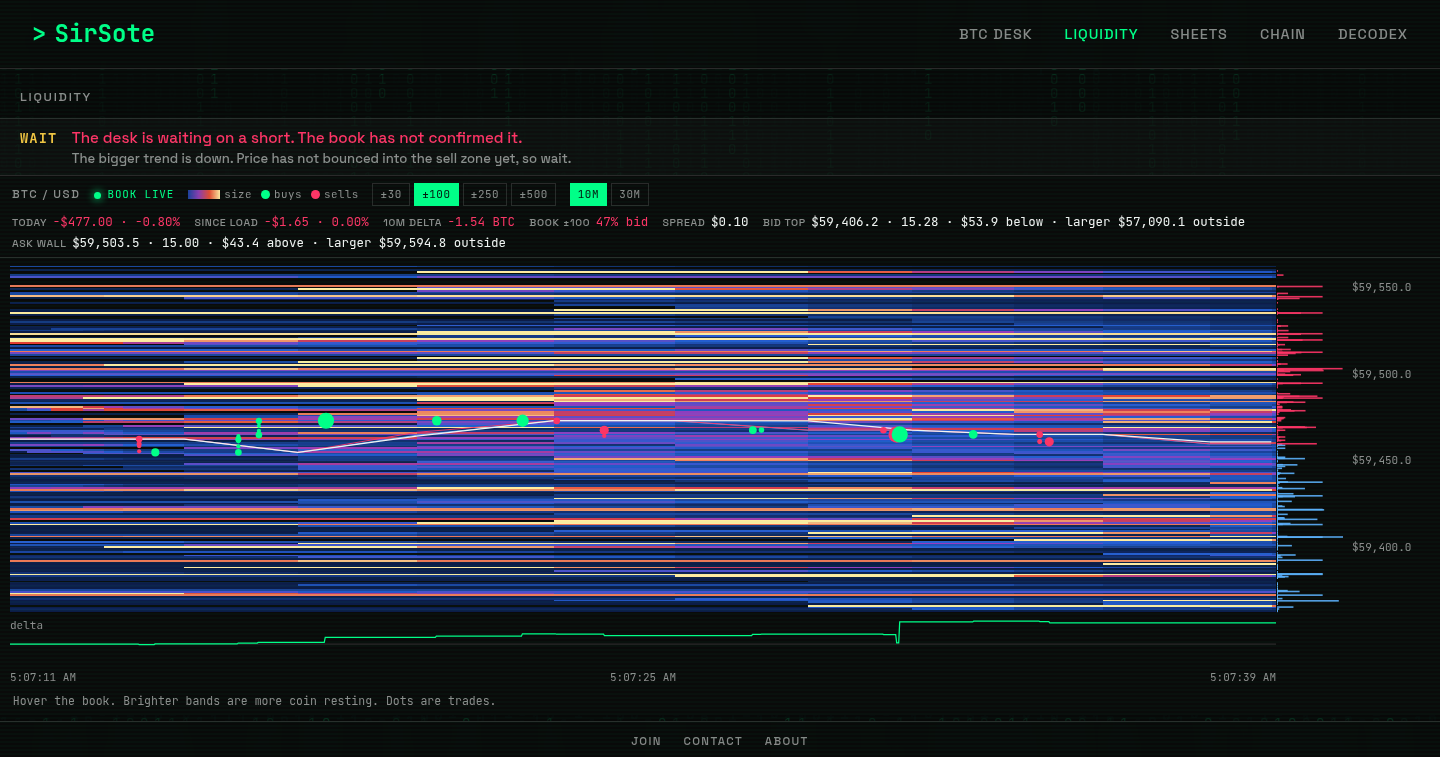 > SirSote
BTC DESK LIQUIDITY SHEETS CHAIN DECODEX
LIQUIDITY
WAIT The desk is waiting on a short. The book has not confirmed it.
The bigger trend is down. Price has not bounced into the sell zone yet, so wait.
BTC / USD BOOK LIVE size buys sells ±30 ±100 ±250 ±500 10M 30M
TODAY -$477.00 · -0.80% SINCE LOAD -$1.65 · 0.00% 10M DELTA -1.54 BTC BOOK ±100 47% bid SPREAD $0.10 BID TOP $59,406.2 · 15.28 · $53.9 below · larger $57,090.1 outside
ASK WALL $59,503.5 · 15.00 · $43.4 above · larger $59,594.8 outside
$59,550.0
$59,500.0
$59,450.0
$59,400.0
delta
5:07:11 AM 5:07:25 AM 5:07:39 AM
Hover the book. Brighter bands are more coin resting. Dots are trades.
JOIN CONTACT ABOUT